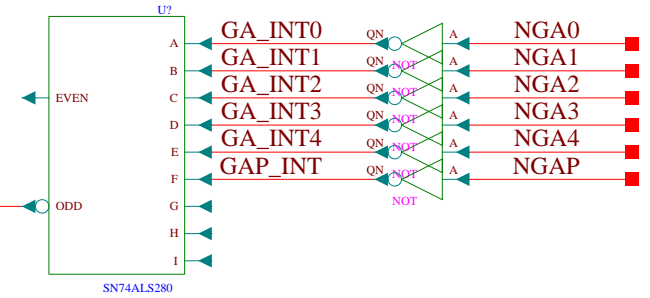 U?
A GA_INT0 QN A NGA0
NOT
B GA_INT1 QN A NGA1
NOT
EVEN C GA_INT2 QN A NGA2
NOT
D GA_INT3 QN A NGA3
NOT
E GA_INT4 QN A NGA4
NOT
F GAP_INT QN A NGAP
NOT
ODD G
H
I
SN74ALS280